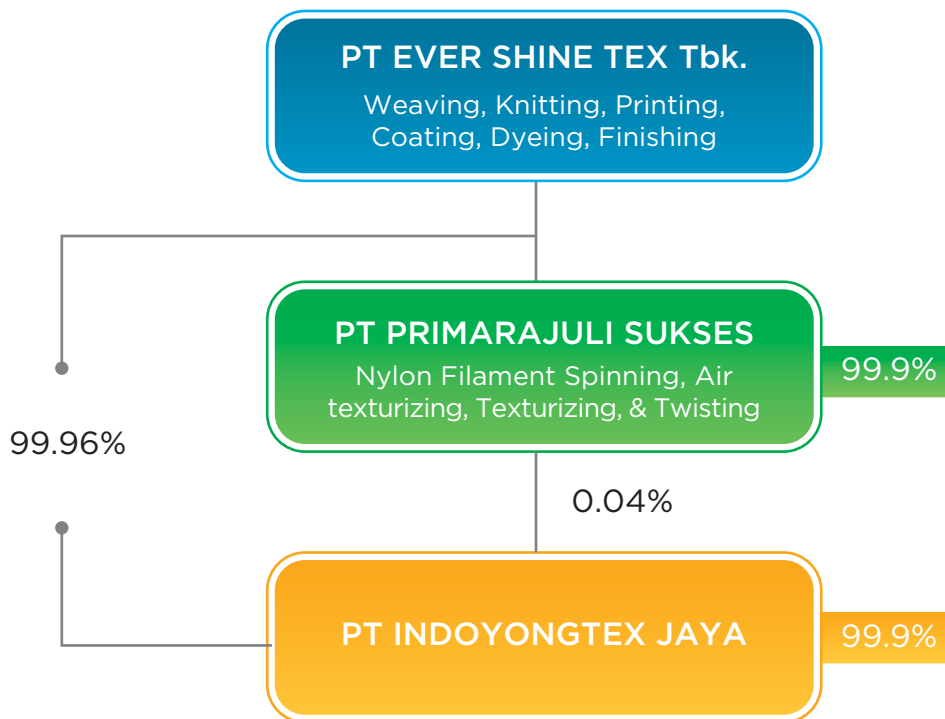 PT EVER SHINE TEX Tbk.
Weaving, Knitting, Printing,
Coating, Dyeing, Finishing
PT PRIMARAJULI SUKSES
Nylon Filament Spinning, Air
texturizing, Texturizing, & Twisting
99.9%
99.96%
0.04%
PT INDOYONGTEX JAYA
99.9%